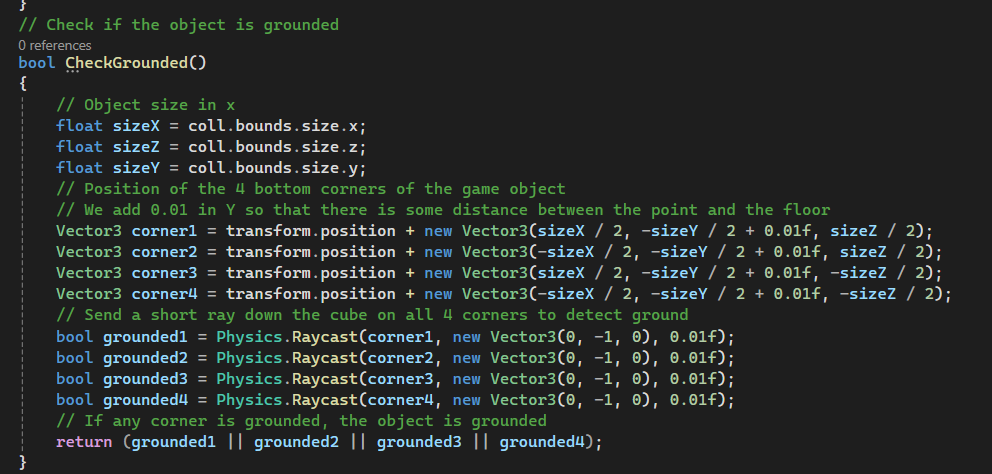 }
// Check if the object is grounded
0 references
bool CheckGrounded()
{
// Object size in x
float sizeX = coll.bounds.size.x;
float sizeZ = coll.bounds.size.z;
float sizeY = coll.bounds.size.y;
// Position of the 4 bottom corners of the game object
// We add 0.01 in Y so that there is some distance between the point and the floor
Vector3 corner1 = transform.position + new Vector3(sizeX / 2, -sizeY / 2 + 0.01f, sizeZ / 2);
Vector3 corner2 = transform.position + new Vector3(-sizeX / 2, -sizeY / 2 + 0.01f, sizeZ / 2);
Vector3 corner3 = transform.position + new Vector3(sizeX / 2, -sizeY / 2 + 0.01f, -sizeZ / 2);
Vector3 corner4 = transform.position + new Vector3(-sizeX / 2, -sizeY / 2 + 0.01f, -sizeZ / 2);
// Send a short ray down the cube on all 4 corners to detect ground
bool grounded1 = Physics.Raycast(corner1, new Vector3(0, -1, 0), 0.01f);
bool grounded2 = Physics.Raycast(corner2, new Vector3(0, -1, 0), 0.01f);
bool grounded3 = Physics.Raycast(corner3, new Vector3(0, -1, 0), 0.01f);
bool grounded4 = Physics.Raycast(corner4, new Vector3(0, -1, 0), 0.01f);
// If any corner is grounded, the object is grounded
return (grounded1 || grounded2 || grounded3 || grounded4);
}